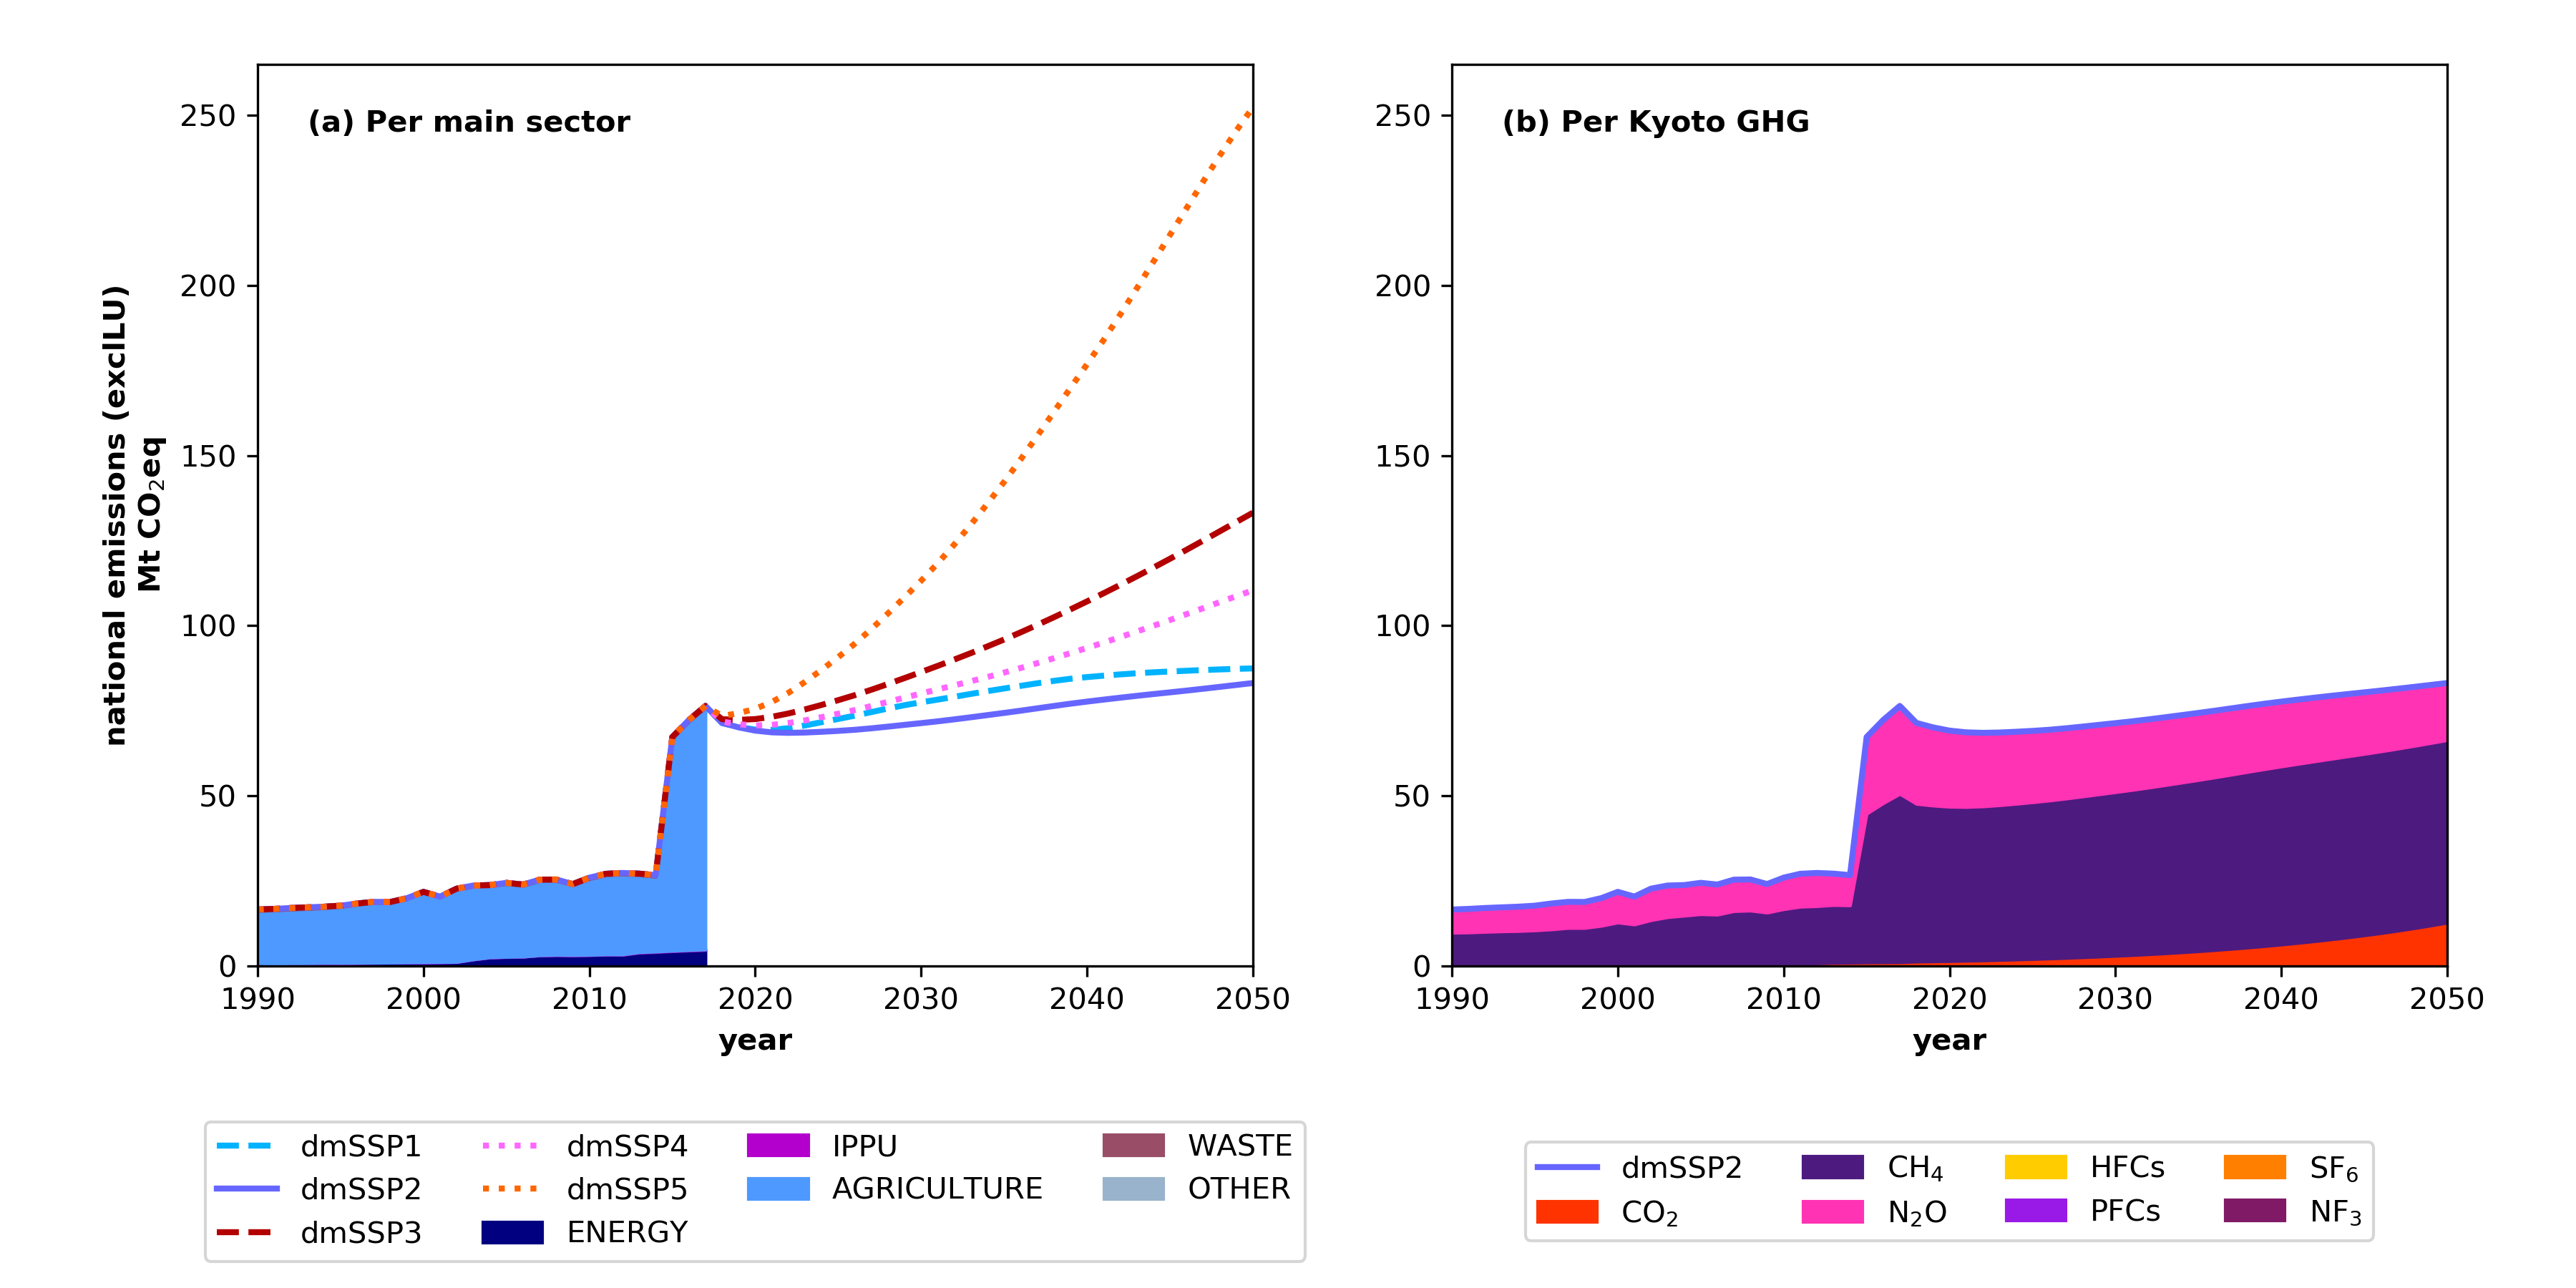 (a) Per main sector
250
200
150
100
50
0
national emissions (exclLU)
Mt CO₂eq
1990 2000 2010 2020 2030 2040 2050
year
dmSSP1 dmSSP4 IPPU WASTE
dmSSP2 dmSSP5 AGRICULTURE OTHER
dmSSP3 ENERGY
(b) Per Kyoto GHG
250
200
150
100
50
0
1990 2000 2010 2020 2030 2040 2050
year
dmSSP2 CH₄ HFCs SF₆
CO₂ N₂O PFCs NF₃